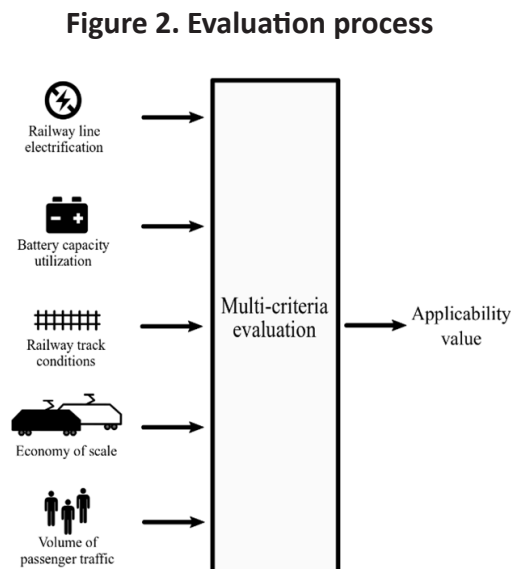 Figure 2. Evaluation process
Railway line
electrification
Battery capacity
utilization
Railway track
conditions
Economy of scale
Volume of
passenger traffic
Multi-criteria
evaluation
Applicability
value